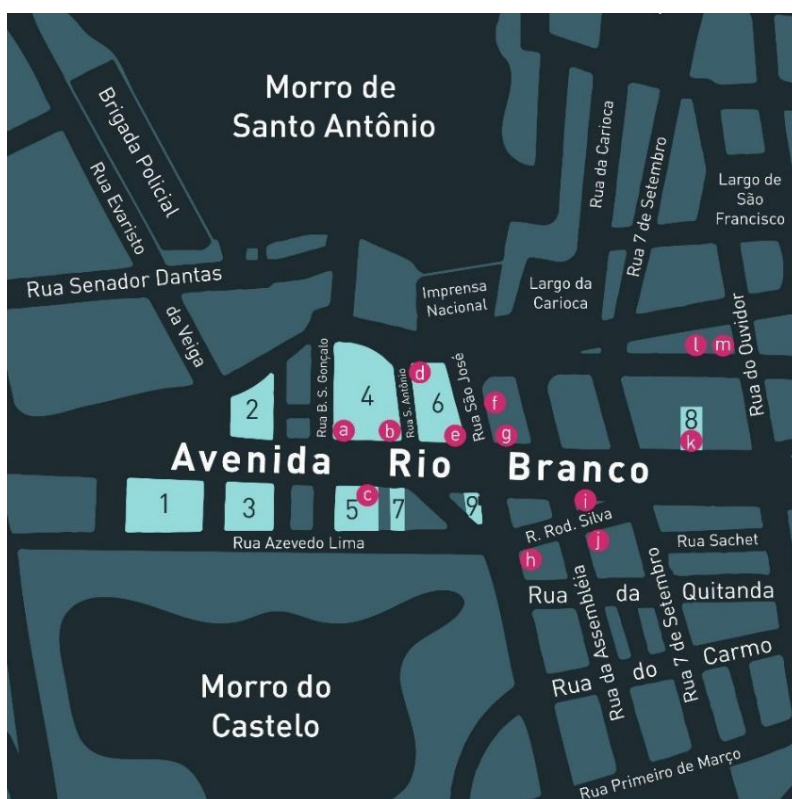 Morro de
Santo Antônio
Brigada Policial
Rua Evaristo
da Veiga
Rua Senador Dantas
Imprensa
Nacional
Largo da
Carioca
Rua da Carioca
Rua 7 de Setembro
Largo de
São
Francisco
Rua do Ouvidor
Rua B. S. Gonçalo
Rua S. Antônio
Rua São José
l
m
d
2
4
6
f
8
a
b
e
g
k
Avenida Rio Branco
1
3
5
c
7
9
i
R. Rod. Silva
h
j
Rua Azevedo Lima
Rua Sachet
Rua da Quitanda
Rua da Assembléia
Rua 7 de Setembro
Rua do Carmo
Morro do
Castelo
Rua Primeiro de Março